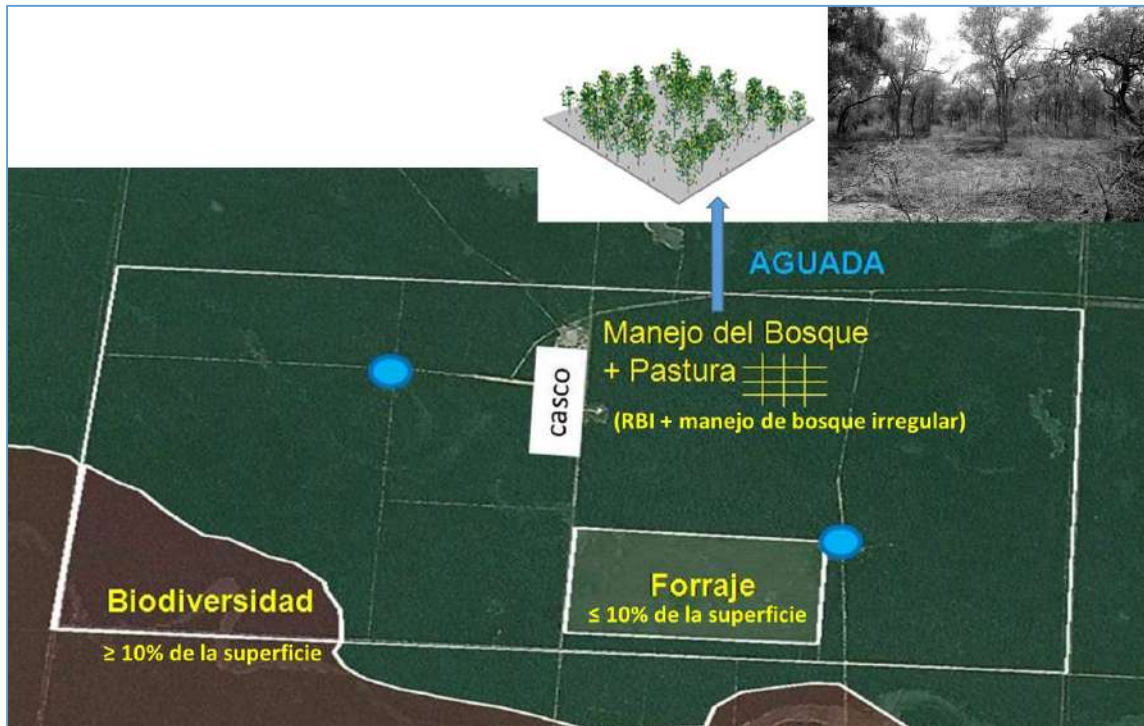 AGUADA
Manejo del Bosque
+ Pastura
(RBI + manejo de bosque irregular)
casco
Biodiversidad
≥ 10% de la superficie
Forraje
≤ 10% de la superficie